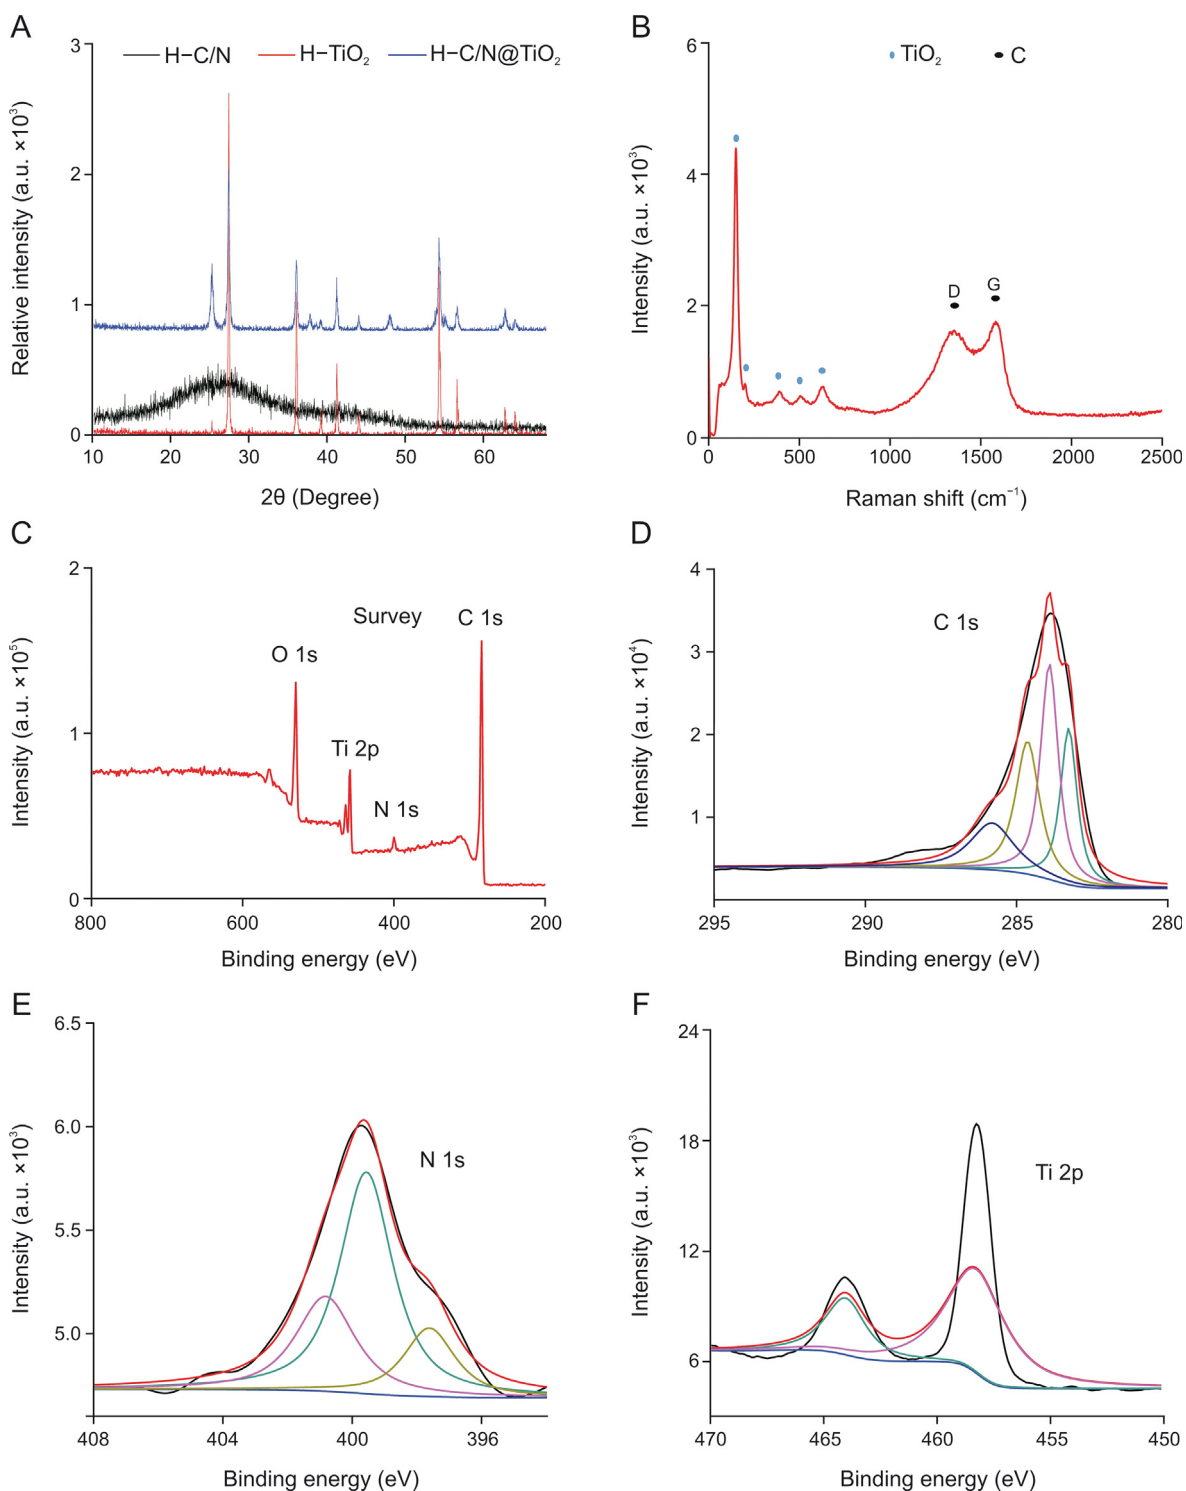 A
3
H−C/N
H−TiO₂
H−C/N@TiO₂
2
1
0
10
20
30
40
50
60
Relative intensity (a.u. ×10³)
2θ (Degree)
B
6
TiO₂
C
4
D
G
2
0
0
500
1000
1500
2000
2500
Intensity (a.u. ×10³)
Raman shift (cm⁻¹)
C
2
Survey
C 1s
O 1s
Ti 2p
N 1s
1
0
800
600
400
200
Intensity (a.u. ×10⁵)
Binding energy (eV)
D
4
C 1s
3
2
1
295
290
285
280
Intensity (a.u. ×10⁴)
Binding energy (eV)
E
6.5
6.0
N 1s
5.5
5.0
408
404
400
396
Intensity (a.u. ×10³)
Binding energy (eV)
F
24
18
Ti 2p
12
6
470
465
460
455
450
Intensity (a.u. ×10³)
Binding energy (eV)